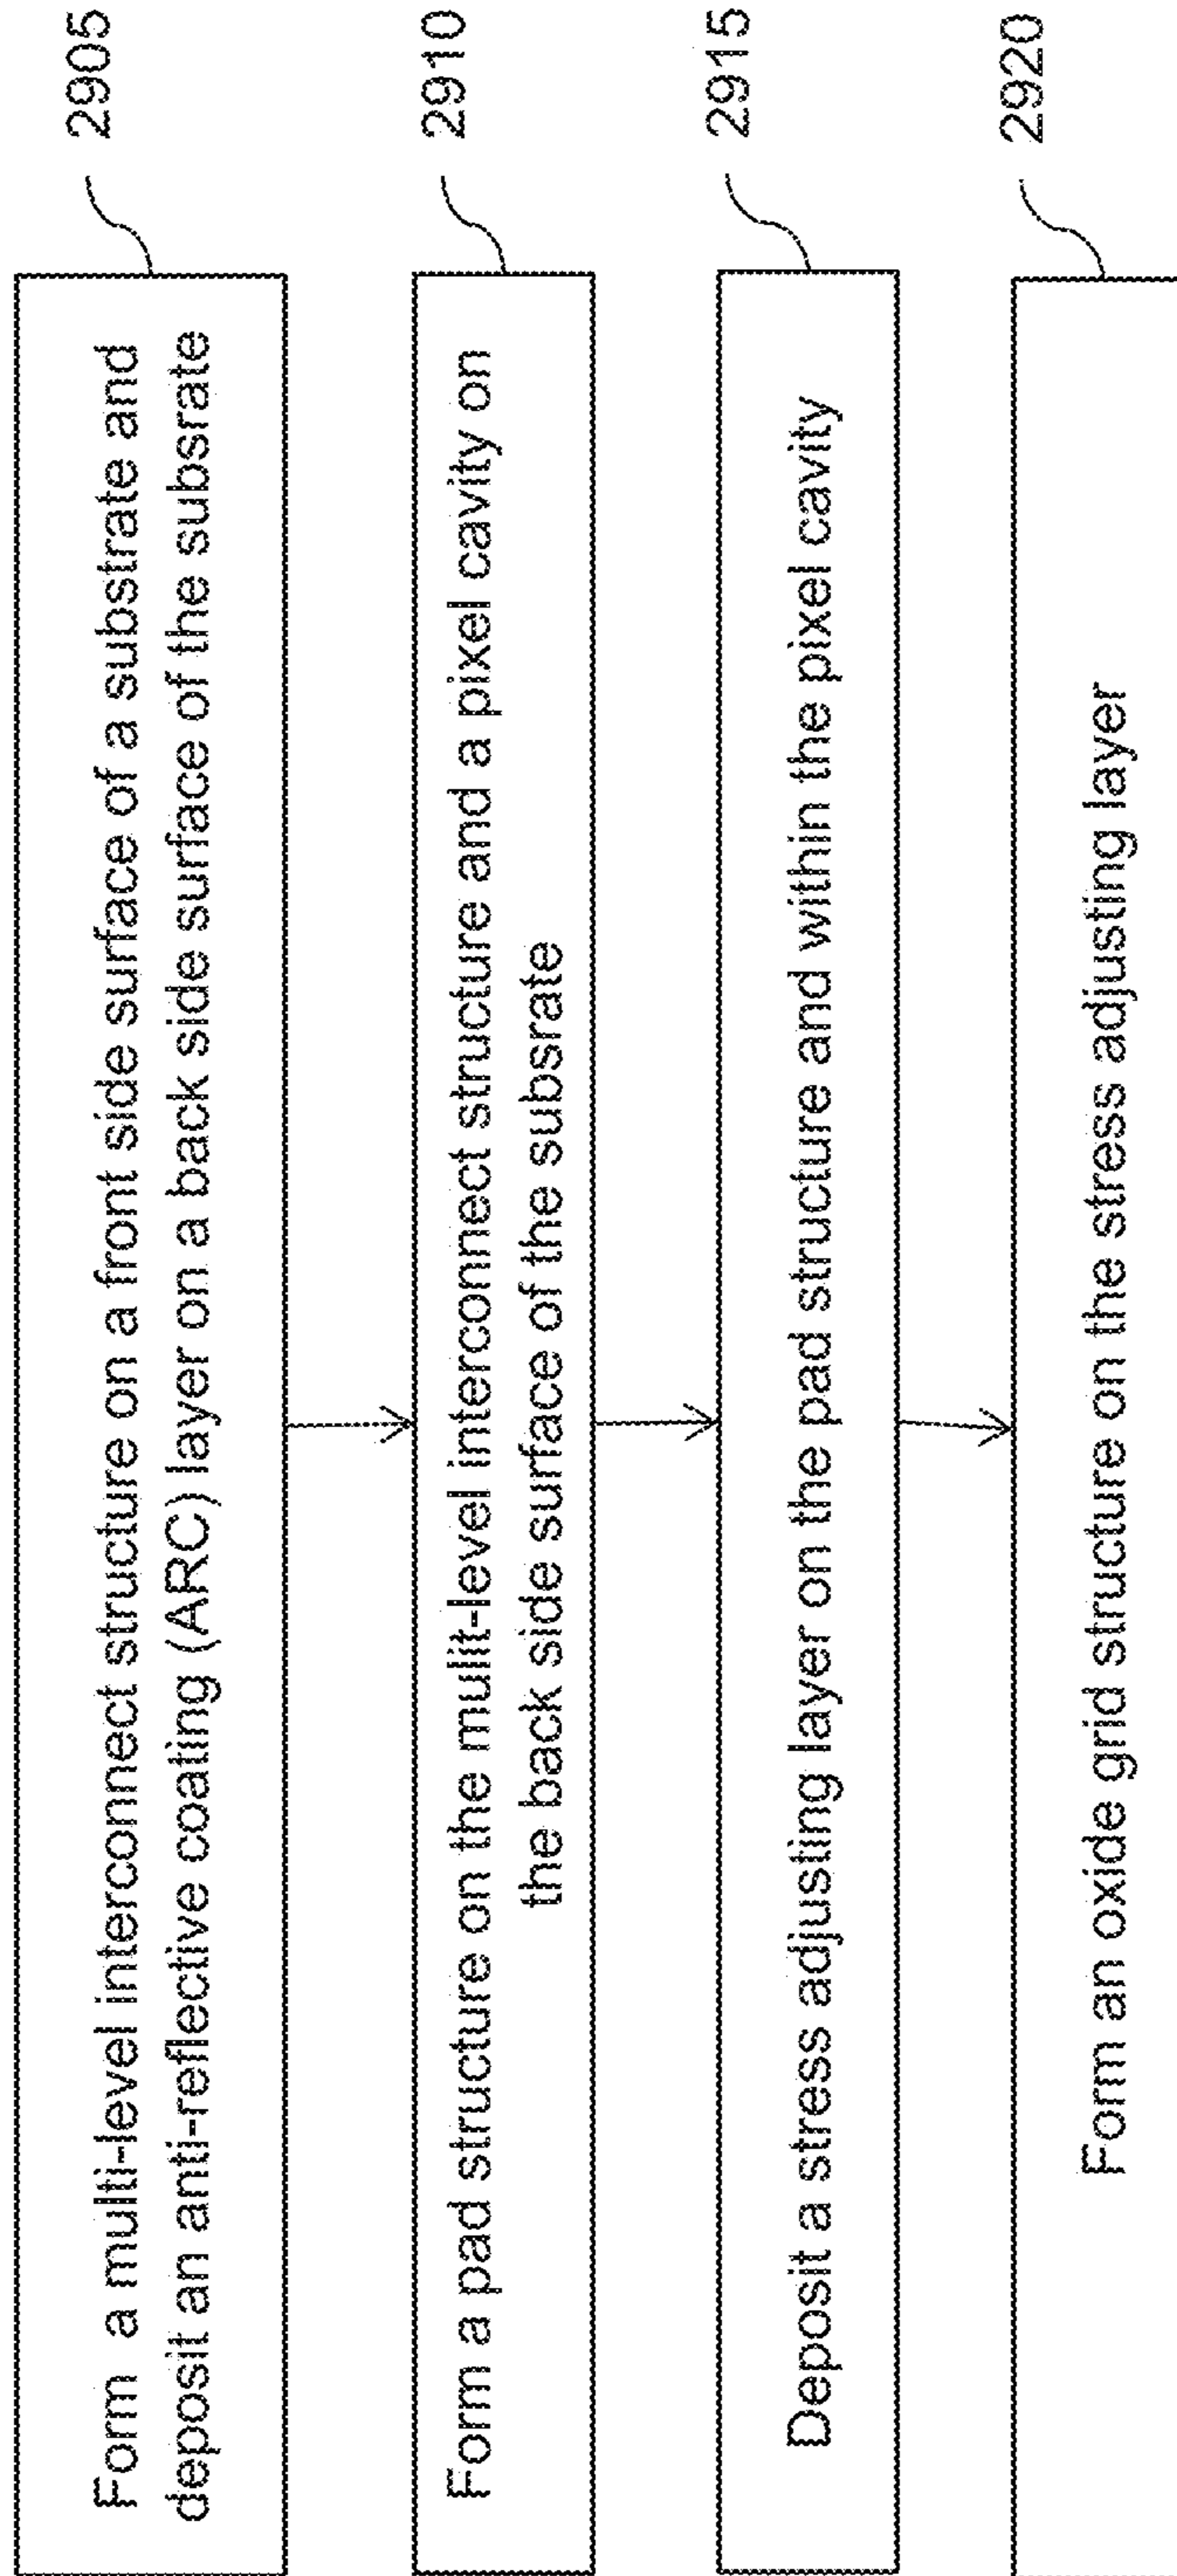 2905
Form a multi-level interconnect structure on a front side surface of a substrate and
deposit an anti-reflective coating (ARC) layer on a back side surface of the subsrate
2910
Form a pad structure on the mulit-level interconnect structure and a pixel cavity on
the back side surface of the subsrate
2915
Deposit a stress adjusting layer on the pad structure and within the pixel cavity
2920
Form an oxide grid structure on the stress adjusting layer